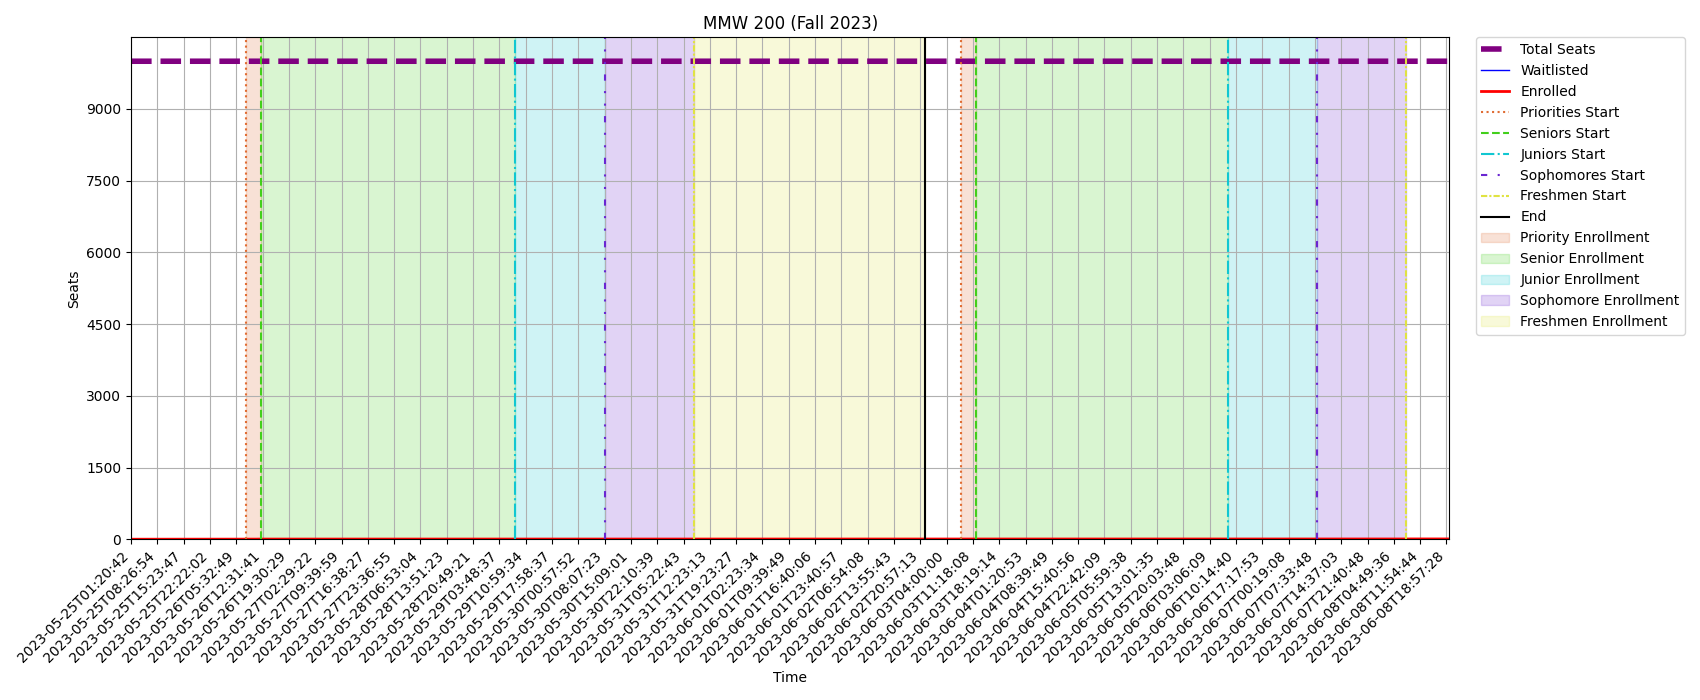 MMW 200 (Fall 2023)
Total Seats
Waitlisted
Enrolled
Priorities Start
Seniors Start
Juniors Start
Sophomores Start
Freshmen Start
End
Priority Enrollment
Senior Enrollment
Junior Enrollment
Sophomore Enrollment
Freshmen Enrollment
Seats
9000
7500
6000
4500
3000
1500
0
2023-05-25T01:20:42
2023-05-25T08:26:54
2023-05-25T15:23:47
2023-05-25T22:22:02
2023-05-26T05:32:49
2023-05-26T12:31:41
2023-05-26T19:30:29
2023-05-27T02:29:22
2023-05-27T09:39:59
2023-05-27T16:38:27
2023-05-27T23:36:55
2023-05-28T06:53:04
2023-05-28T13:51:23
2023-05-28T20:49:21
2023-05-29T03:48:37
2023-05-29T10:59:34
2023-05-29T17:58:37
2023-05-30T00:57:52
2023-05-30T08:07:23
2023-05-30T15:09:01
2023-05-30T22:10:39
2023-05-31T05:22:43
2023-05-31T12:23:13
2023-05-31T19:23:27
2023-06-01T02:23:34
2023-06-01T09:39:49
2023-06-01T16:40:06
2023-06-01T23:40:57
2023-06-02T06:54:08
2023-06-02T13:55:43
2023-06-02T20:57:13
2023-06-03T04:00:00
2023-06-03T11:18:08
2023-06-03T18:19:14
2023-06-04T01:20:53
2023-06-04T08:39:49
2023-06-04T15:40:56
2023-06-04T22:42:09
2023-06-05T05:59:38
2023-06-05T13:01:35
2023-06-05T20:03:48
2023-06-06T03:06:09
2023-06-06T10:14:40
2023-06-06T17:17:53
2023-06-07T00:19:08
2023-06-07T07:33:48
2023-06-07T14:37:03
2023-06-07T21:40:48
2023-06-08T04:49:36
2023-06-08T11:54:44
2023-06-08T18:57:28
Time